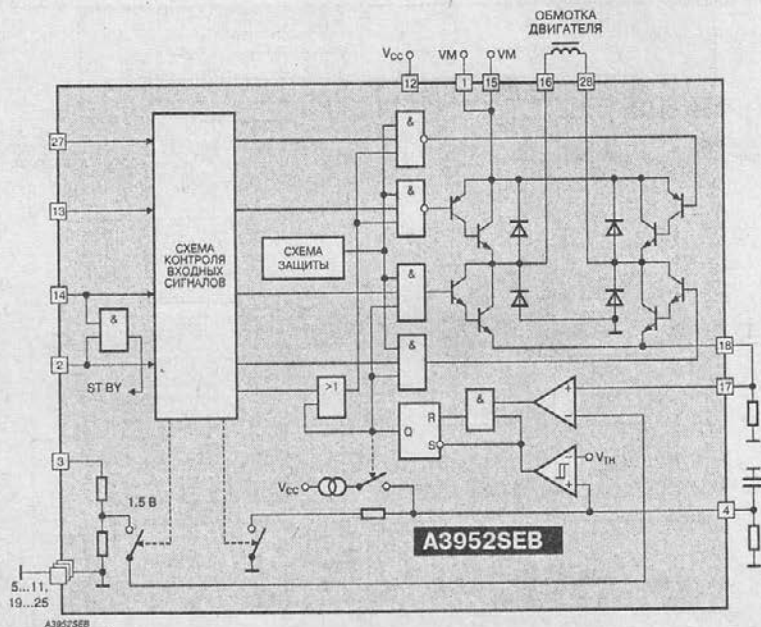 ОБМОТКА
ДВИГАТЕЛЯ
VCC
VM
VM
12
1
15
16
28
27
&
13
&
СХЕМА
КОНТРОЛЯ
ВХОДНЫХ
СИГНАЛОВ
СХЕМА
ЗАЩИТЫ
14
&
&
2
&
18
ST BY
>1
&
+
−
17
R
Q
S
3
VCC
−
+
VTH
1.5 В
4
A3952SEB
5...11,
19...25
A3952SEB